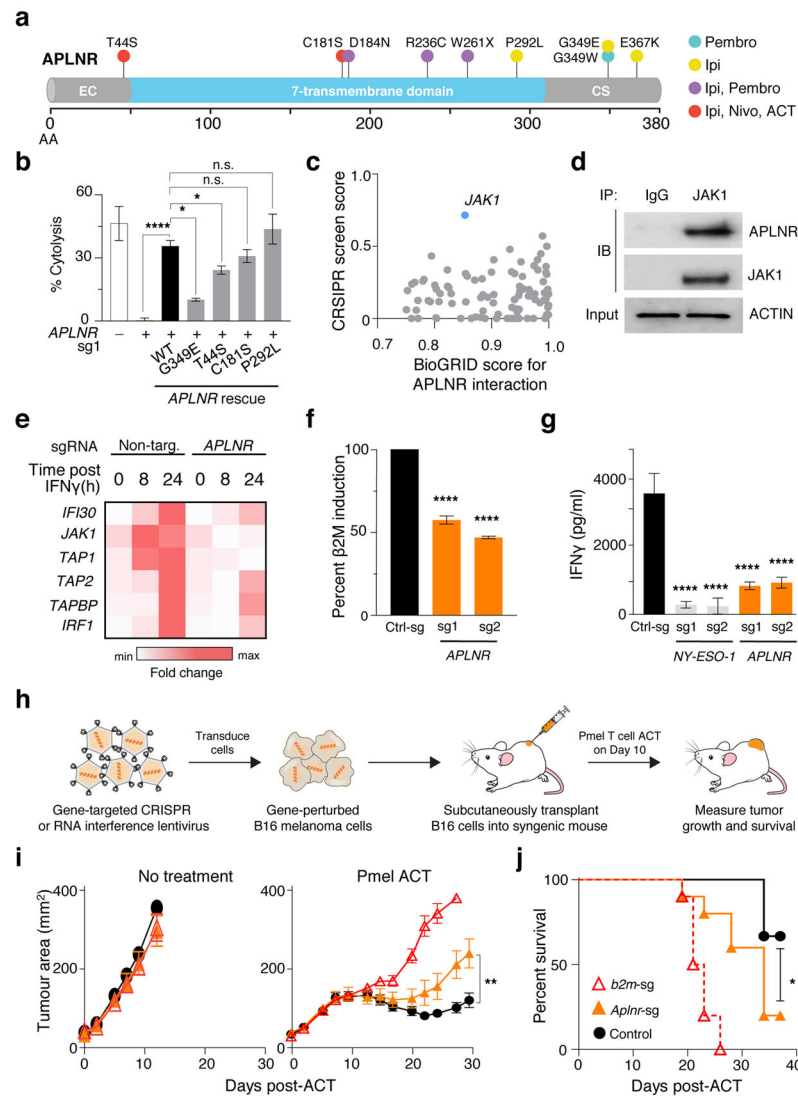 a
T44S
C181S
D184N
R236C
W261X
P292L
G349E
G349W
E367K
APLNR
EC
7-transmembrane domain
CS
0
100
150
200
300
380
AA
Pembro
Ipi
Ipi, Pembro
Ipi, Nivo, ACT
b
n.s.
n.s.
*
*
****
% Cytolysis
60
30
0
APLNR
sg1
– + + + + + +
WT
G349E
T44S
C181S
P292L
APLNR rescue
c
CRSIPR screen score
1.0
0.5
0
JAK1
0.7
0.8
0.9
1.0
BioGRID score for
APLNR interaction
d
IP:
IgG
JAK1
IB
APLNR
JAK1
Input
ACTIN
e
sgRNA
Non-targ.
APLNR
Time post
IFNγ(h)
0 8 24 0 8 24
IFI30
JAK1
TAP1
TAP2
TAPBP
IRF1
min
max
Fold change
f
Percent β2M induction
100
50
0
****
****
Ctrl-sg
sg1
sg2
APLNR
g
IFNγ (pg/ml)
4000
2000
0
****
****
****
****
Ctrl-sg
sg1
sg2
sg1
sg2
NY-ESO-1
APLNR
h
Transduce
cells
Pmel T cell ACT
on Day 10
Gene-targeted CRISPR
or RNA interference lentivirus
Gene-perturbed
B16 melanoma cells
Subcutaneously transplant
B16 cells into syngenic mouse
Measure tumor
growth and survival
i
No treatment
Pmel ACT
Tumour area (mm²)
400
200
0
0
10
20
30
400
200
0
0
10
20
30
**
Days post-ACT
Days post-ACT
j
Percent survival
100
50
0
b2m-sg
Aplnr-sg
Control
*
0
20
30
40
Days post-ACT